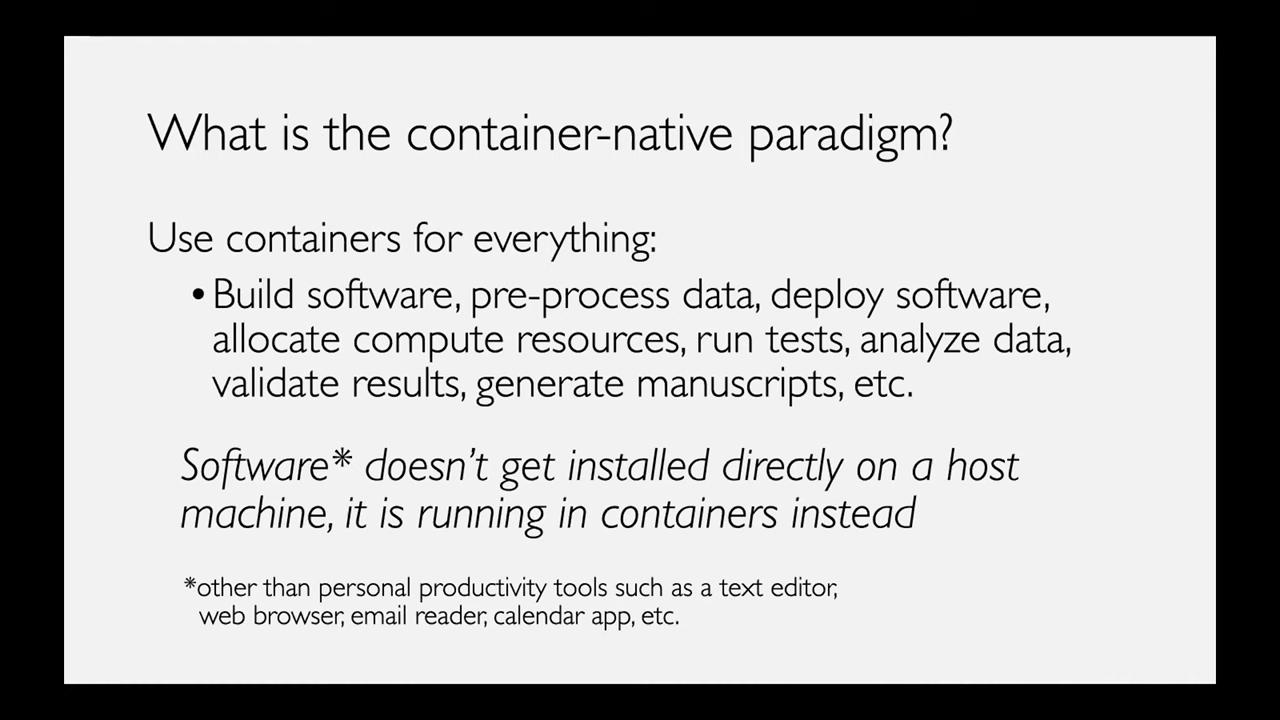 What is the container-native paradigm?
Use containers for everything:
•Build software, pre-process data, deploy software,
allocate compute resources, run tests, analyze data,
validate results, generate manuscripts, etc.
Software* doesn't get installed directly on a host
machine, it is running in containers instead
*other than personal productivity tools such as a text editor,
web browser, email reader, calendar app, etc.